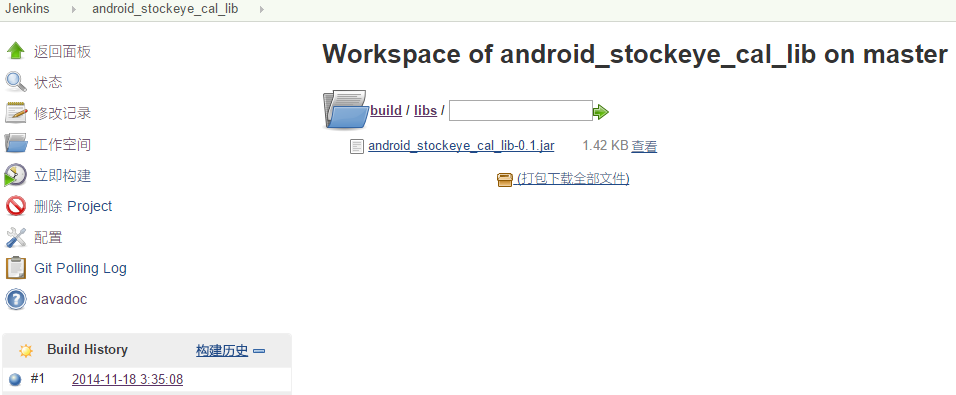 Jenkins android_stockeye_cal_lib
返回面板
状态
修改记录
工作空间
立即构建
删除 Project
配置
Git Polling Log
Javadoc
Build History 构建历史
#1 2014-11-18 3:35:08
Workspace of android_stockeye_cal_lib on master
build / libs /
android_stockeye_cal_lib-0.1.jar 1.42 KB 查看
(打包下载全部文件)